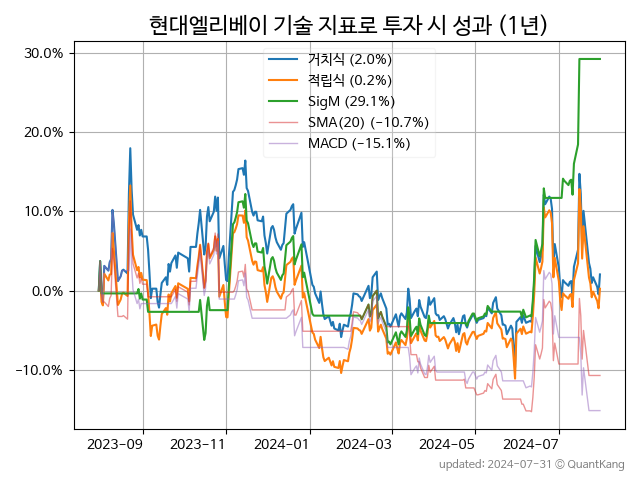 현대엘리베이 기술 지표로 투자 시 성과 (1년)
30.0%
20.0%
10.0%
0.0%
−10.0%
거치식 (2.0%)
적립식 (0.2%)
SigM (29.1%)
SMA(20) (−10.7%)
MACD (−15.1%)
2023-09 2023-11 2024-01 2024-03 2024-05 2024-07
updated: 2024-07-31 ⓒ QuantKang